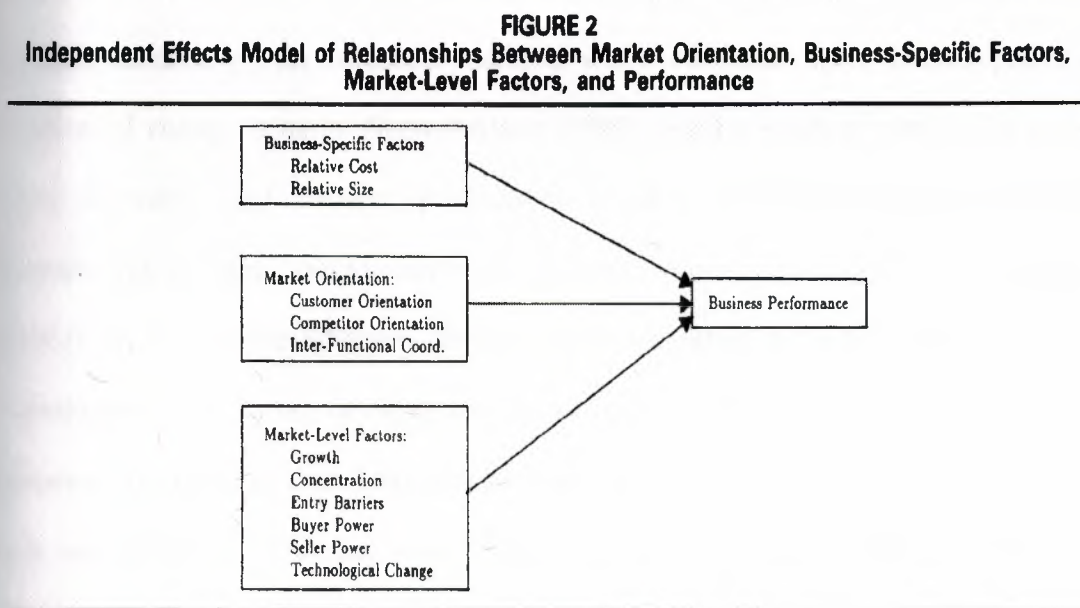 FIGURE 2
Independent Effects Model of Relationships Between Market Orientation, Business-Specific Factors,
Market-Level Factors, and Performance
Business-Specific Factors
Relative Cost
Relative Size
Market Orientation:
Customer Orientation
Competitor Orientation
Inter-Functional Coord.
Business Performance
Market-Level Factors:
Growth
Concentration
Entry Barriers
Buyer Power
Seller Power
Technological Change